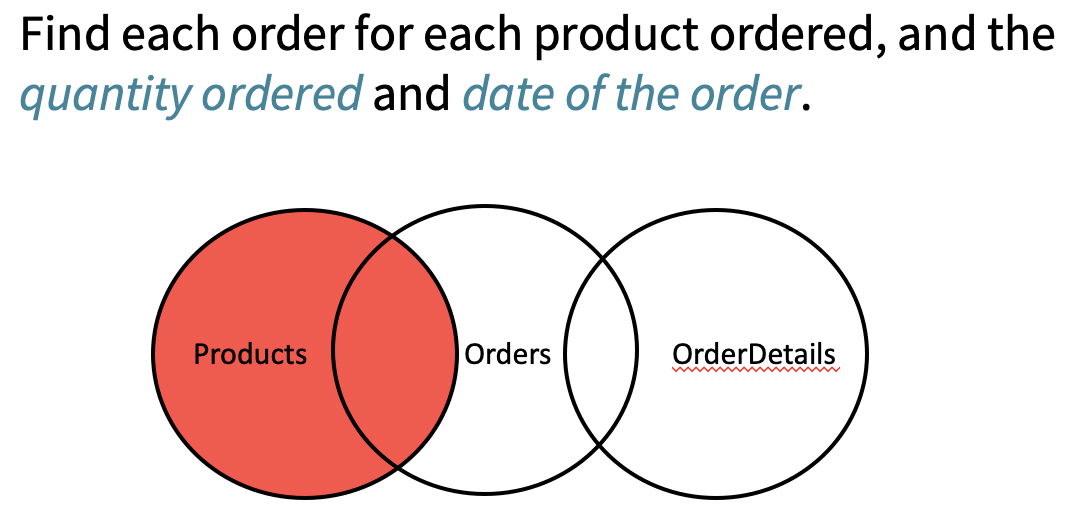 Find each order for each product ordered, and the
quantity ordered and date of the order.
Products
Orders
OrderDetails